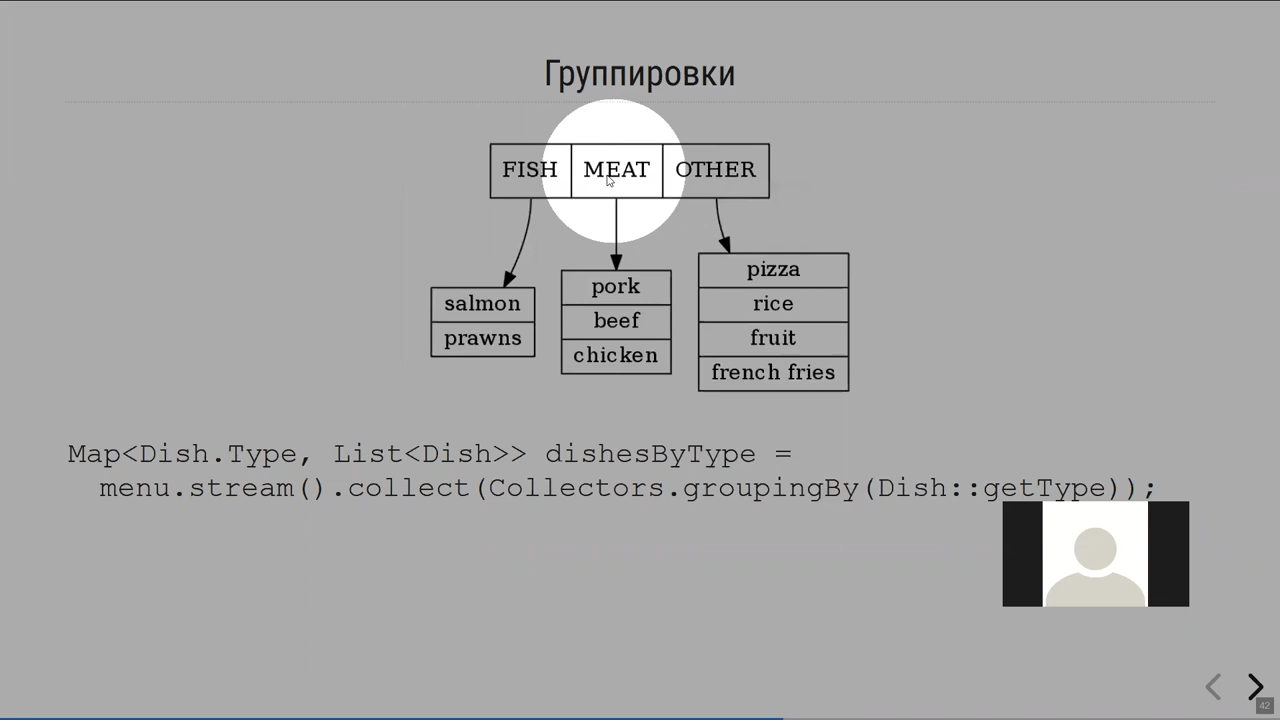 Группировки
FISH MEAT OTHER
salmon
prawns
pork
beef
chicken
pizza
rice
fruit
french fries
Map<Dish.Type, List<Dish>> dishesByType =
menu.stream().collect(Collectors.groupingBy(Dish::getType));
42